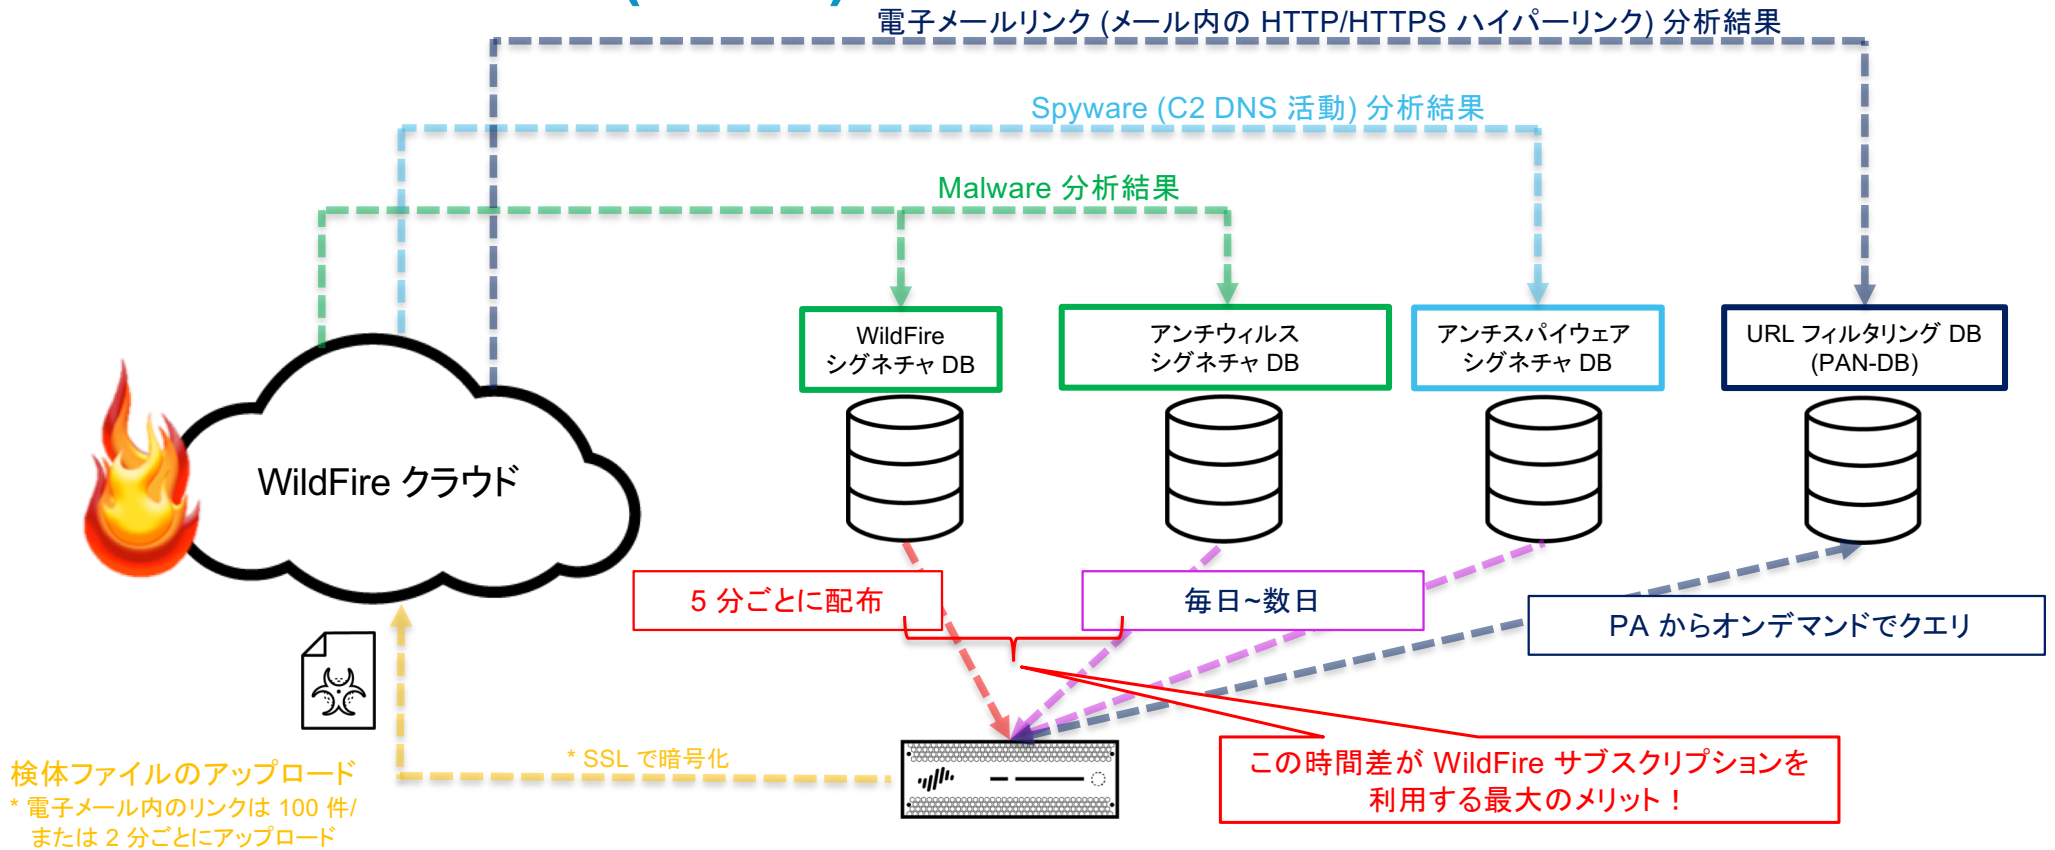 電子メールリンク (メール内の HTTP/HTTPS ハイパーリンク) 分析結果
Spyware (C2 DNS 活動) 分析結果
Malware 分析結果
WildFire
シグネチャ DB
アンチウィルス
シグネチャ DB
アンチスパイウェア
シグネチャ DB
URL フィルタリング DB
(PAN-DB)
WildFire クラウド
5 分ごとに配布
毎日~数日
PA からオンデマンドでクエリ
* SSL で暗号化
検体ファイルのアップロード
* 電子メール内のリンクは 100 件/
または 2 分ごとにアップロード
この時間差が WildFire サブスクリプションを
利用する最大のメリット！